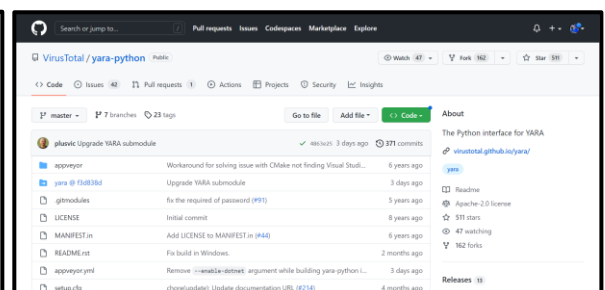 Search or jump to... / Pull requests Issues Codespaces Marketplace Explore
VirusTotal / yara-python Public Watch 47 Fork 162 Star 511
Code Issues 42 Pull requests 1 Actions Projects Security Insights
master 7 branches 23 tags Go to file Add file Code
About
The Python interface for YARA
virustotal.github.io/yara/
yara
Readme
Apache-2.0 license
511 stars
47 watching
162 forks
Releases 15
plusvic Upgrade YARA submodule 3 days ago 371 commits
appveyor Workaround for solving issue with CMake not finding Visual Studi... 6 years ago
yara @ f3d838d Upgrade YARA submodule 3 days ago
.gitmodules fix the required of password (#91) 5 years ago
LICENSE Initial commit 8 years ago
MANIFEST.in Add LICENSE to MANIFEST.in (#44) 6 years ago
README.rst Fix build in Windows. 2 months ago
appveyor.yml Remove --enable-dotnet argument while building yara-python i... 3 days ago
setup.cfg chore(update): Update documentation URL (#214) 4 months ago